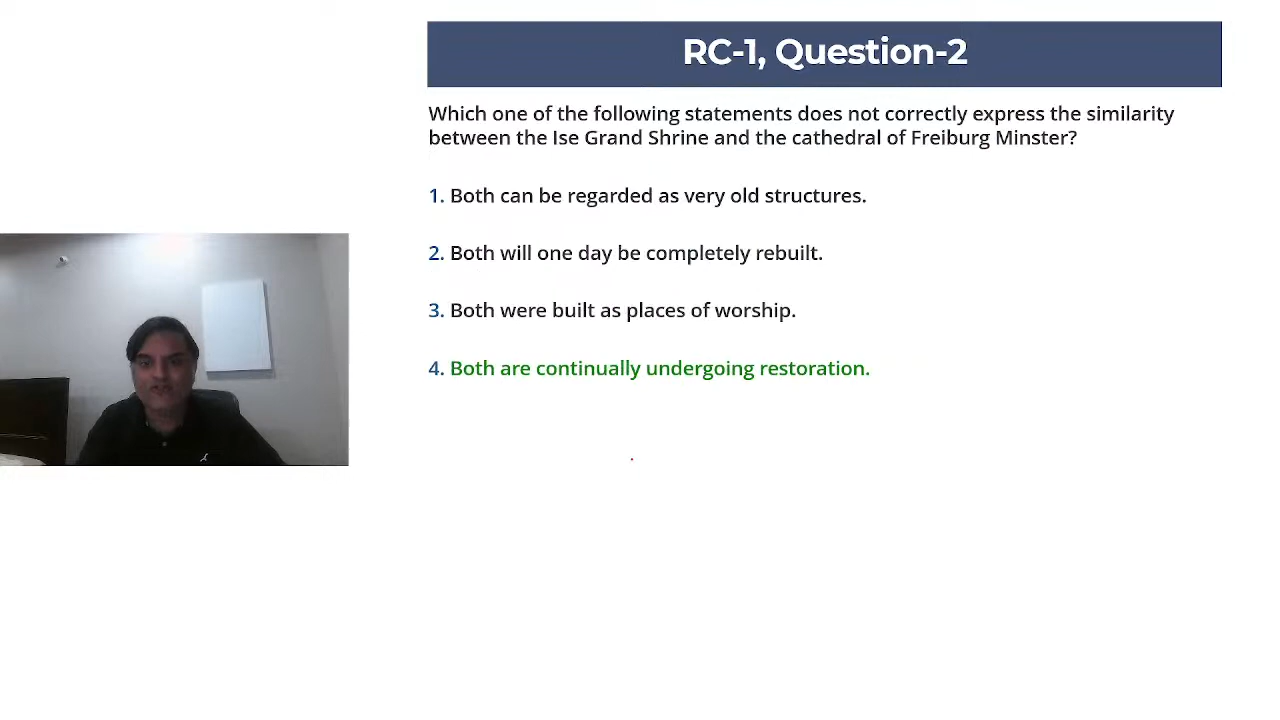 RC-1, Question-2
Which one of the following statements does not correctly express the similarity
between the Ise Grand Shrine and the cathedral of Freiburg Minster?
1. Both can be regarded as very old structures.
2. Both will one day be completely rebuilt.
3. Both were built as places of worship.
4. Both are continually undergoing restoration.